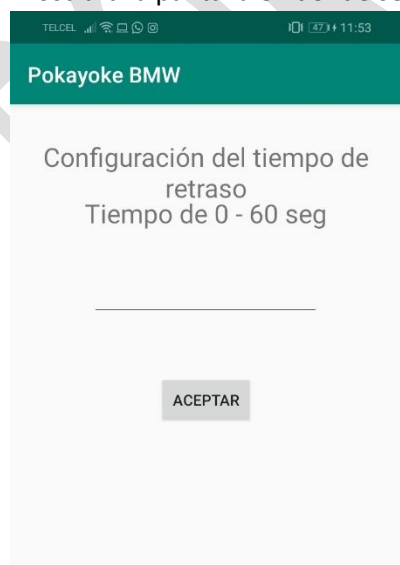 TELCEL 47 11:53
Pokayoke BMW
Configuración del tiempo de
retraso
Tiempo de 0 - 60 seg
ACEPTAR